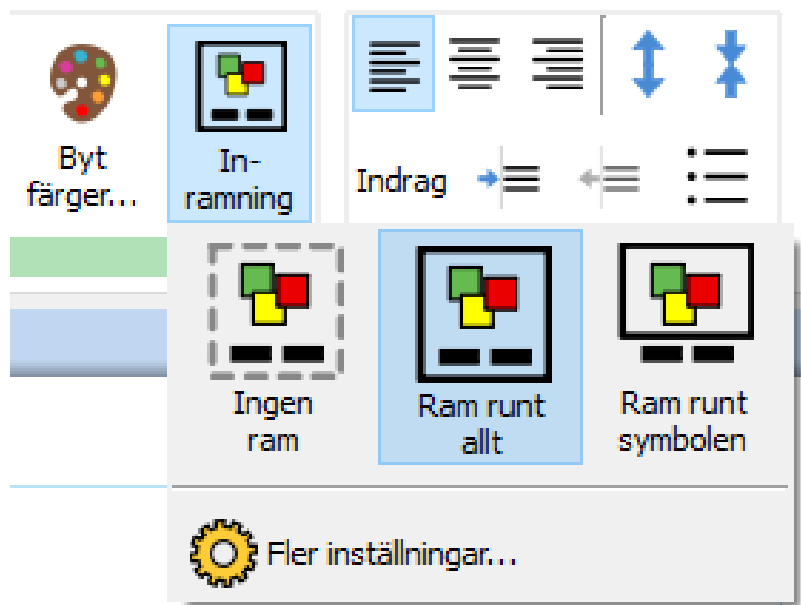 Byt
färger...
In-
ramning
Indrag
Ingen
ram
Ram runt
allt
Ram runt
symbolen
Fler inställningar...